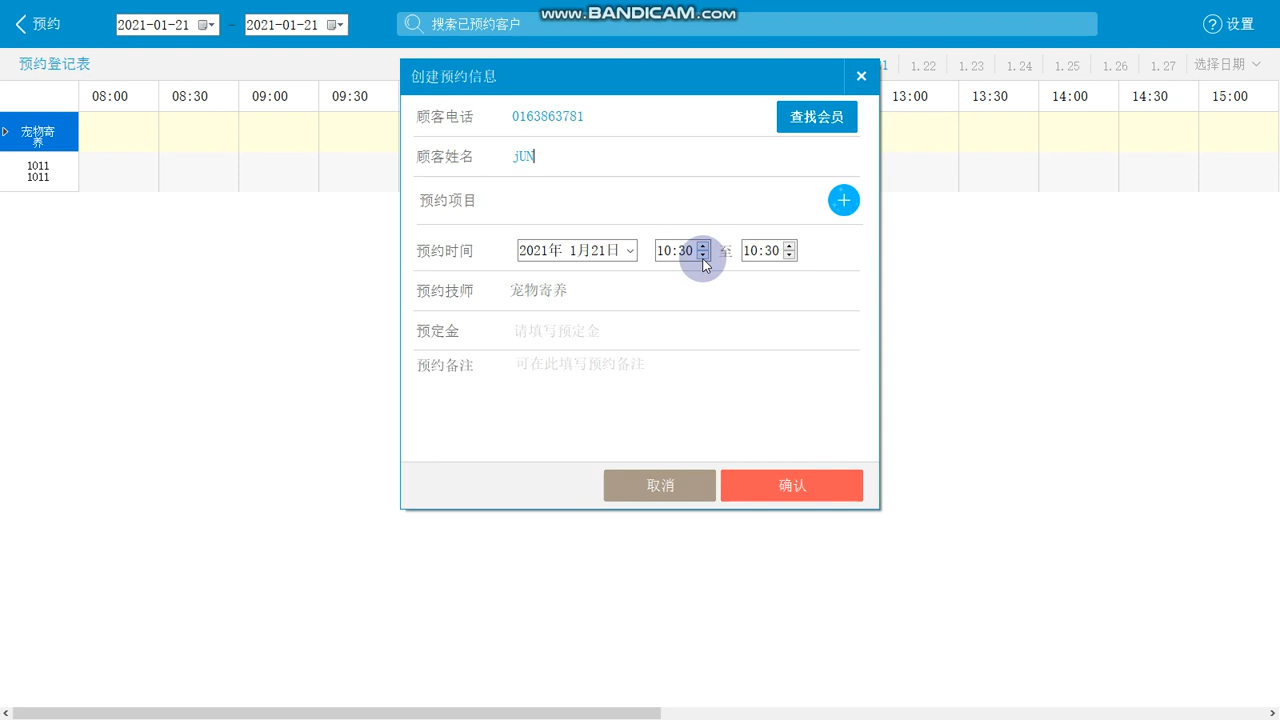 www.BANDICAM.com
预约 2021-01-21 - 2021-01-21 搜索已预约客户 ? 设置
预约登记表 1.22 1.23 1.24 1.25 1.26 1.27 选择日期
08:00 08:30 09:00 09:30 13:00 13:30 14:00 14:30 15:00
宠物寄
养
1011
1011
创建预约信息
顾客电话 0163863781 查找会员
顾客姓名 jUN
预约项目
预约时间 2021年 1月21日 10:30 至 10:30
预约技师 宠物寄养
预定金 请填写预定金
预约备注 可在此填写预约备注
取消 确认